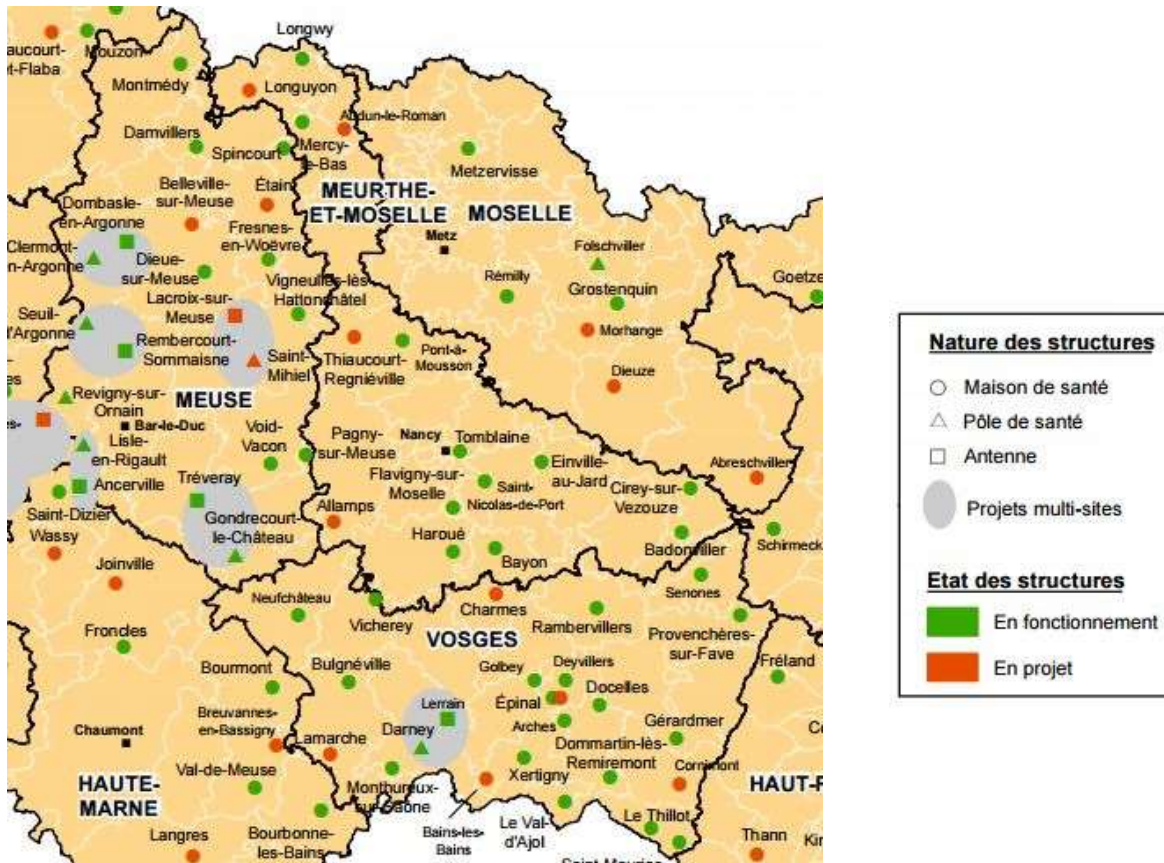 Longwy
aucourt-
et-Flaba
Mouzon
Montmédy
Longuyon
Audun-le-Roman
Damvillers
Spincourt
Mercy-
le-Bas
Metzervisse
Belleville-
sur-Meuse
Étain
MEURTHE-
ET-MOSELLE
MOSELLE
Dombasle-
en-Argonne
Fresnes-
en-Woëvre
Metz
Folschviller
Clermont-
n-Argonne
Dieue-
sur-Meuse
Vigneulles-lès
Hattonchâtel
Rémilly
Grostenquin
Goetze
Lacroix-sur-
Meuse
Seuil-
d'Argonne
Rembercourt-
Sommaisne
Saint-
Mihiel
Thiaucourt-
Regniéville
Pont-à-
Mousson
Morhange
Dieuze
es
Revigny-sur-
Ornain
MEUSE
Bar-le-Duc
es-
Lisle-
en-Rigault
Void-
Vacon
Pagny-
sur-Meuse
Nancy
Tomblaine
Ancerville
Tréveray
Flavigny-sur-
Moselle
Saint-
Nicolas-de-Port
Einville-
au-Jard
Cirey-sur-
Vezouze
Abreschviller
Saint-Dizier
Wassy
Gondrecourt-
le-Château
Allamps
Haroué
Bayon
Badonviller
Schirmeck
Joinville
Neufchâteau
Vicherey
Charmes
Senones
Froncles
VOSGES
Rambervillers
Provenchères-
sur-Fave
Bourmont
Bulgnéville
Golbey
Deyvillers
Fréland
Breuvannes-
en-Bassigny
Lerrain
Épinal
Docelles
Chaumont
Lamarche
Darney
Arches
Gérardmer
Dommartin-lès-
Remiremont
Cornimont
Val-de-Meuse
HAUTE-
MARNE
Monthureux-
sur-Saône
Xertigny
HAUT-R
Langres
Bourbonne-
les-Bains
Bains-les-
Bains
Le Val-
d'Ajol
Le Thillot
Thann
Nature des structures
Maison de santé
Pôle de santé
Antenne
Projets multi-sites
Etat des structures
En fonctionnement
En projet